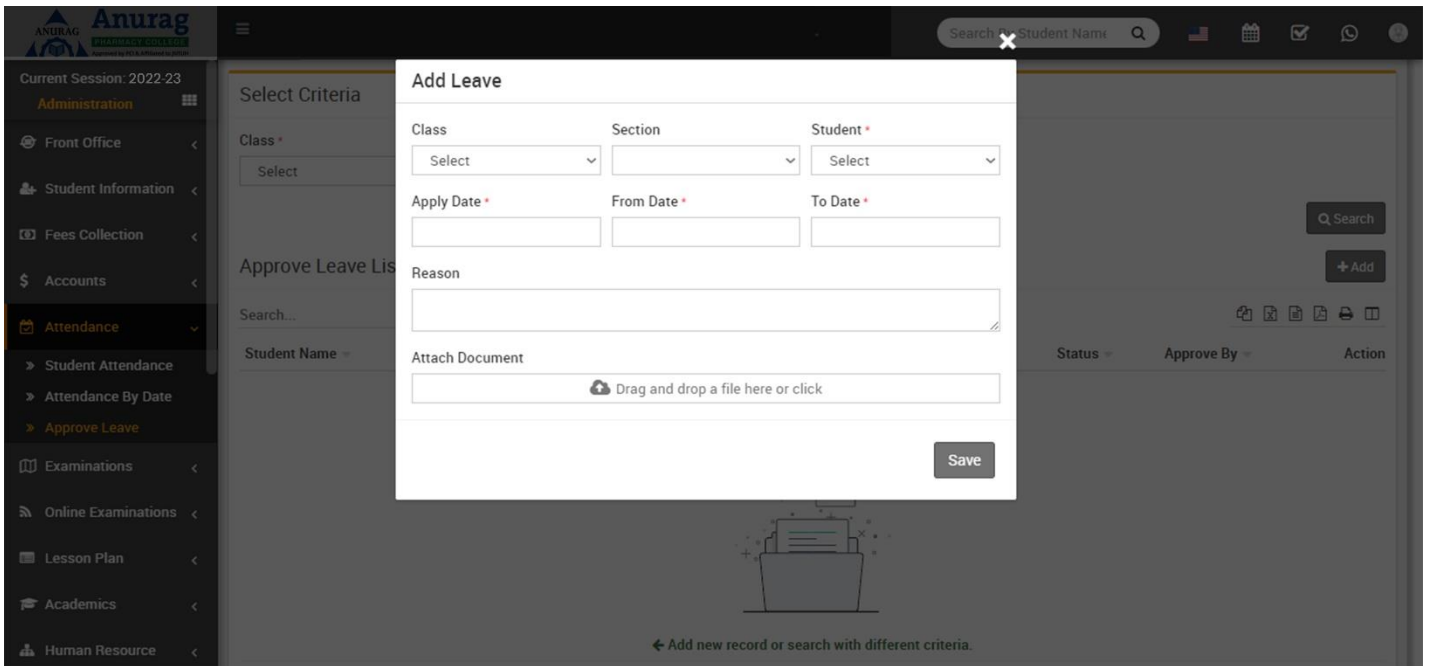 ANURAG Anurag
PHARMACY COLLEGE
Search By Student Name
Current Session: 2022-23
Administration
Front Office
Student Information
Fees Collection
Accounts
Attendance
Student Attendance
Attendance By Date
Approve Leave
Examinations
Online Examinations
Lesson Plan
Academics
Human Resource
Select Criteria
Class *
Select
Search
Approve Leave Lis
+ Add
Search...
Student Name Status Approve By Action
Add Leave
Class Section Student *
Select Select
Apply Date * From Date * To Date *
Reason
Attach Document
Drag and drop a file here or click
Save
Add new record or search with different criteria.